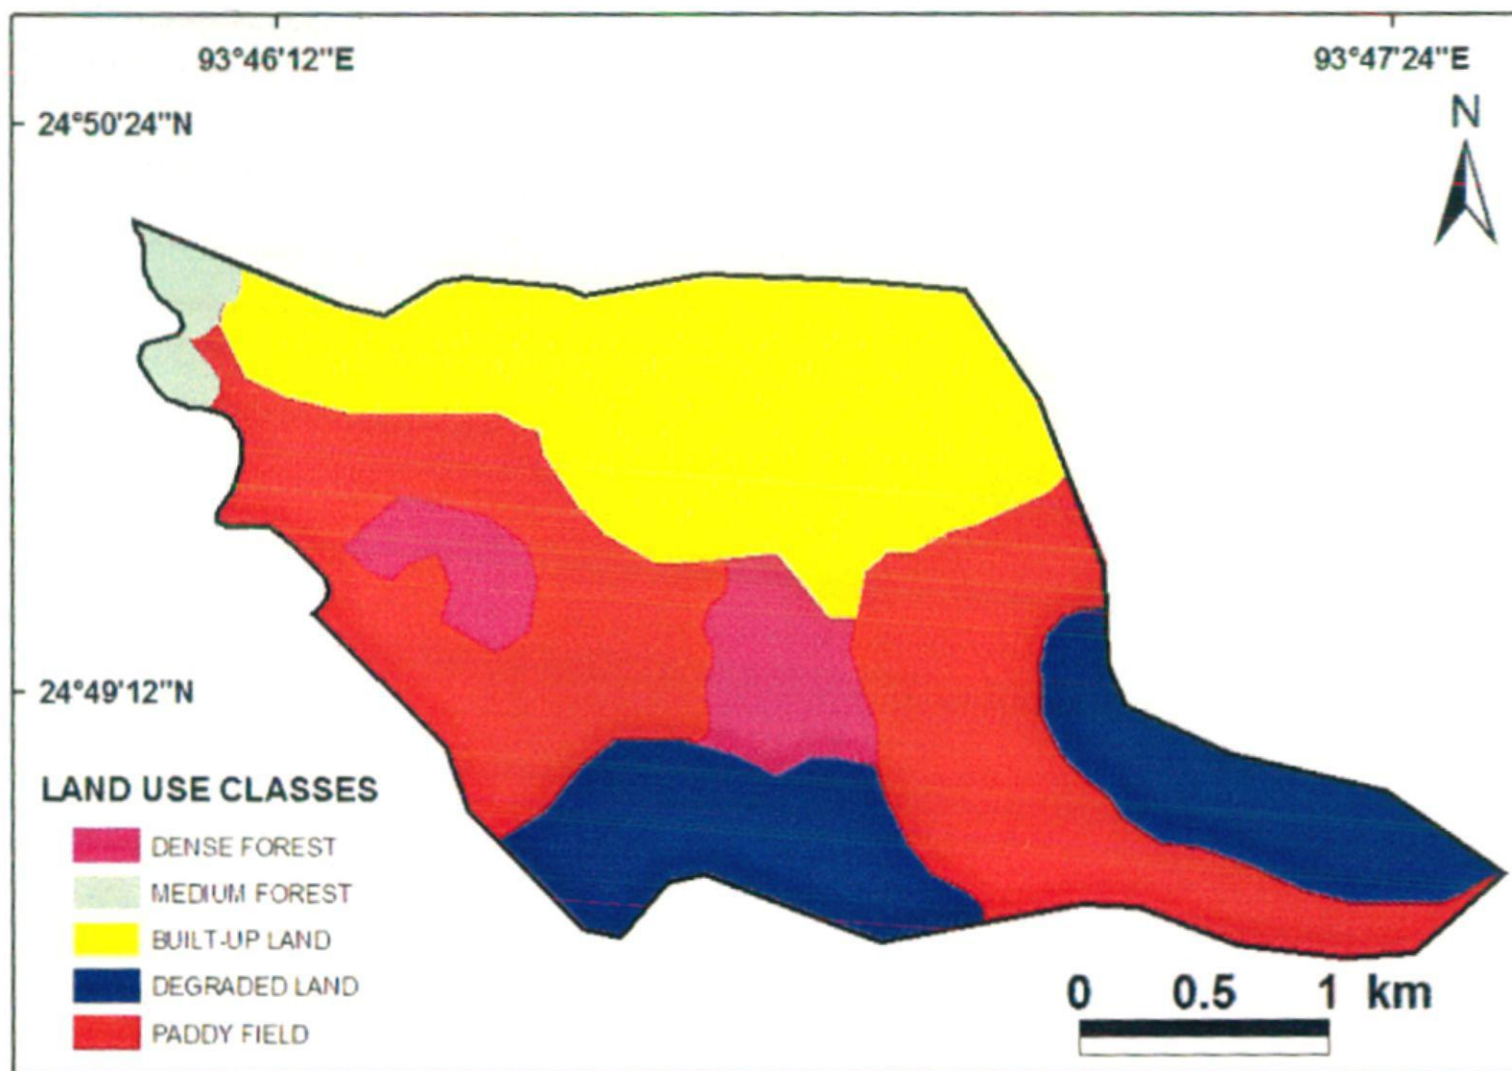 93°46'12"E
93°47'24"E
24°50'24"N
N
24°49'12"N
LAND USE CLASSES
DENSE FOREST
MEDIUM FOREST
BUILT-UP LAND
DEGRADED LAND
PADDY FIELD
0 0.5 1 km